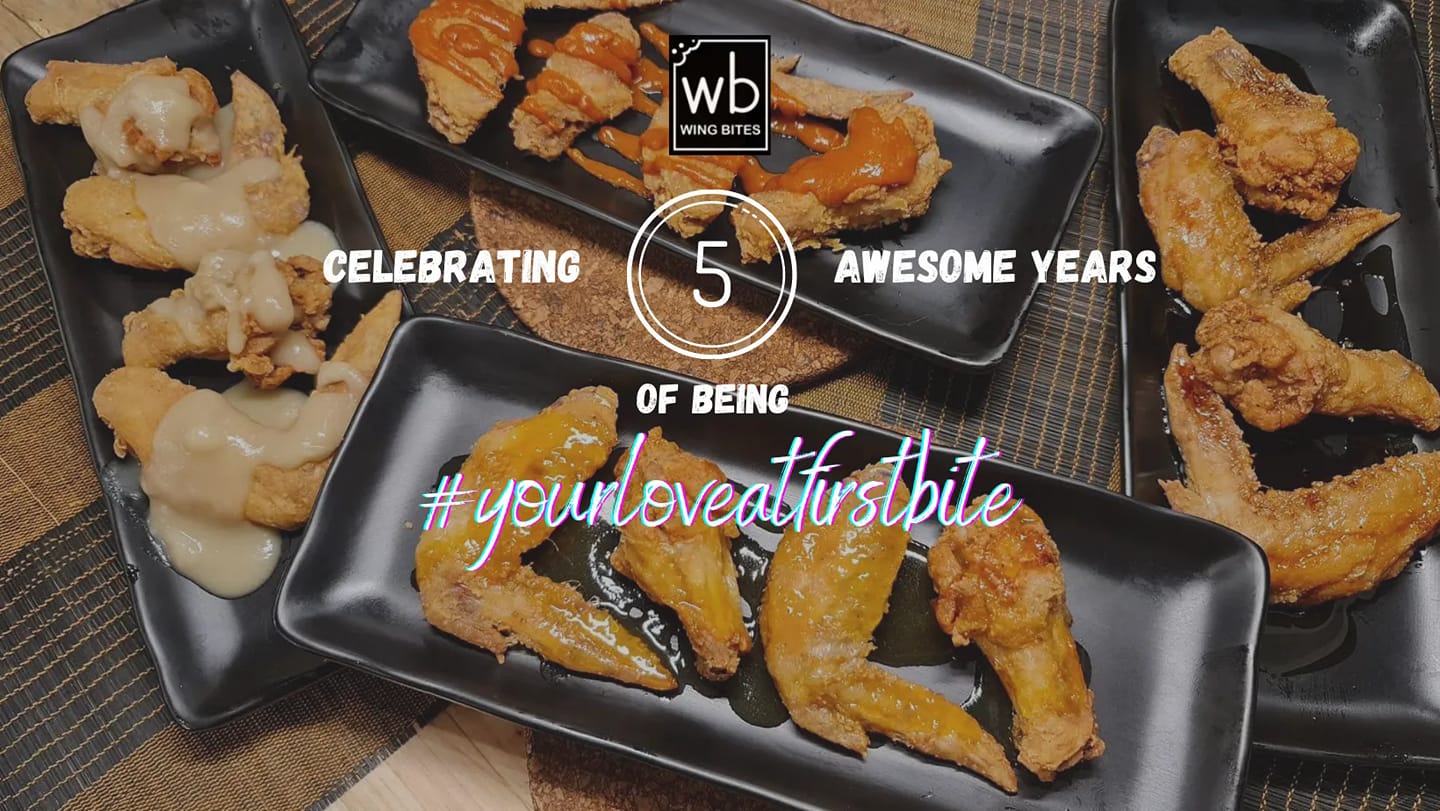 wb
WING BITES
CELEBRATING 5 AWESOME YEARS
OF BEING
#yourloveatfirstbite